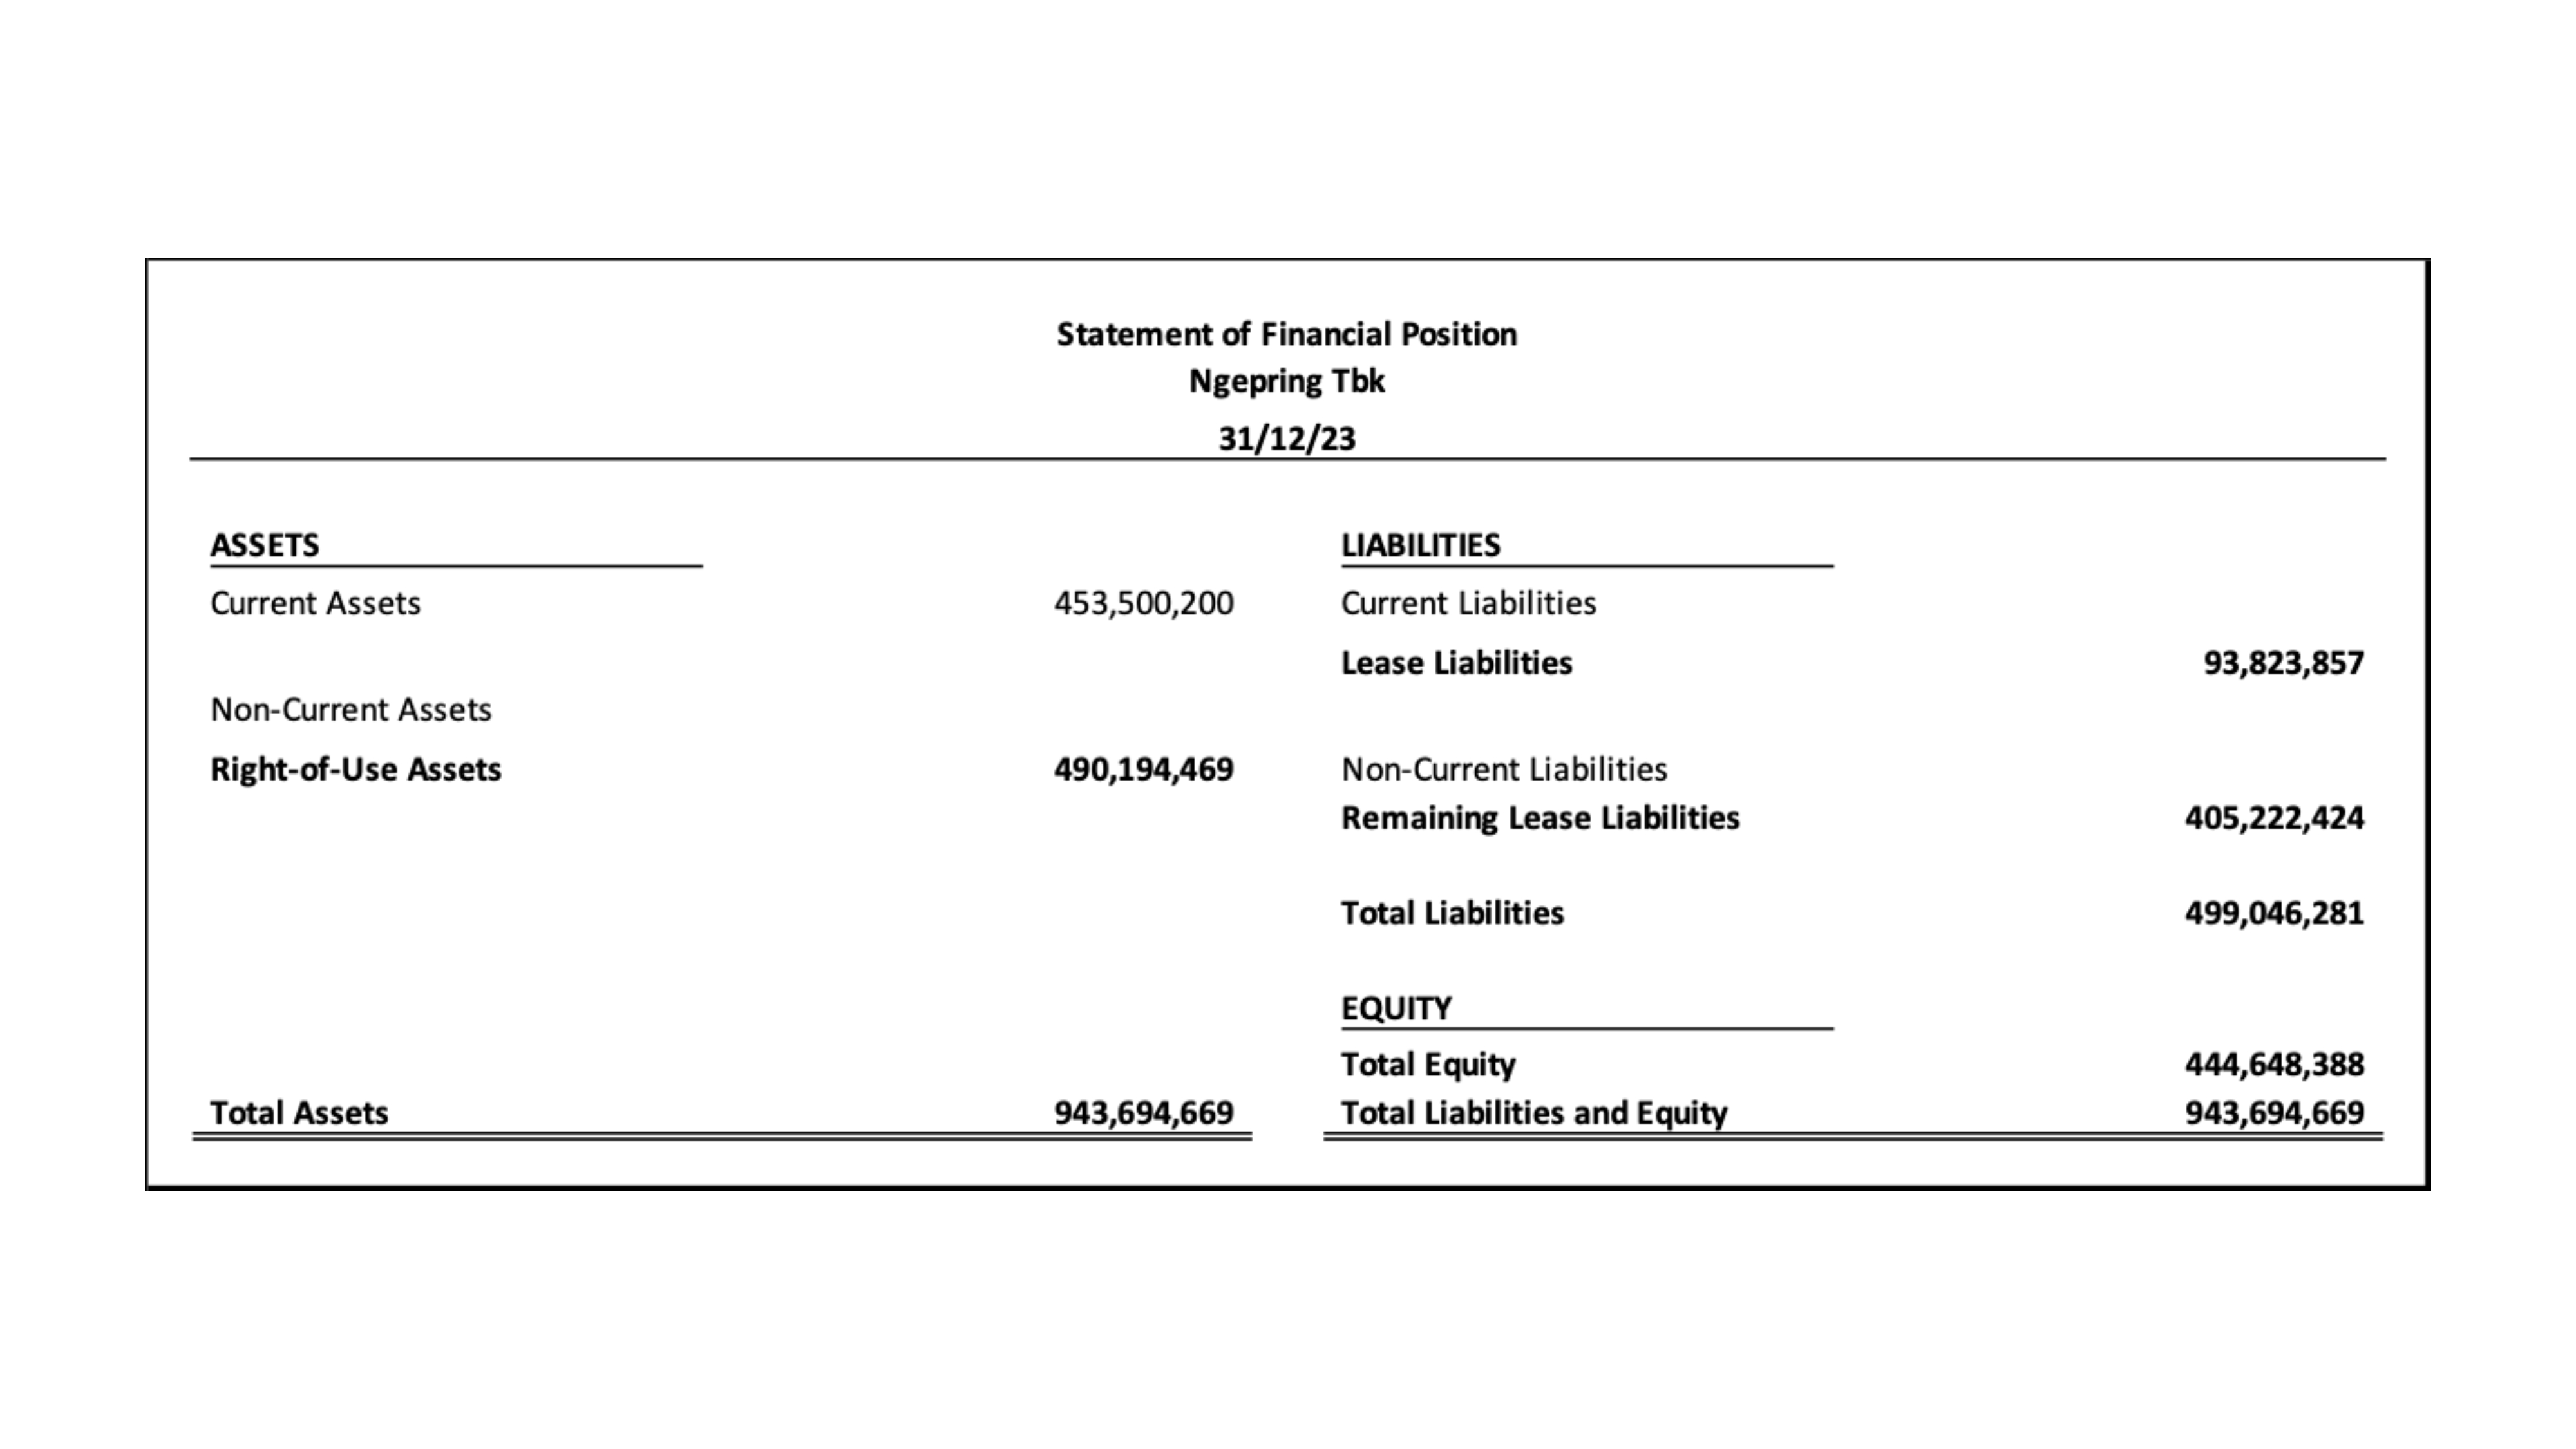 Statement of Financial Position
Ngepring Tbk
31/12/23
ASSETS
Current Assets 453,500,200
Non-Current Assets
Right-of-Use Assets 490,194,469
Total Assets 943,694,669
LIABILITIES
Current Liabilities
Lease Liabilities 93,823,857
Non-Current Liabilities
Remaining Lease Liabilities 405,222,424
Total Liabilities 499,046,281
EQUITY
Total Equity 444,648,388
Total Liabilities and Equity 943,694,669